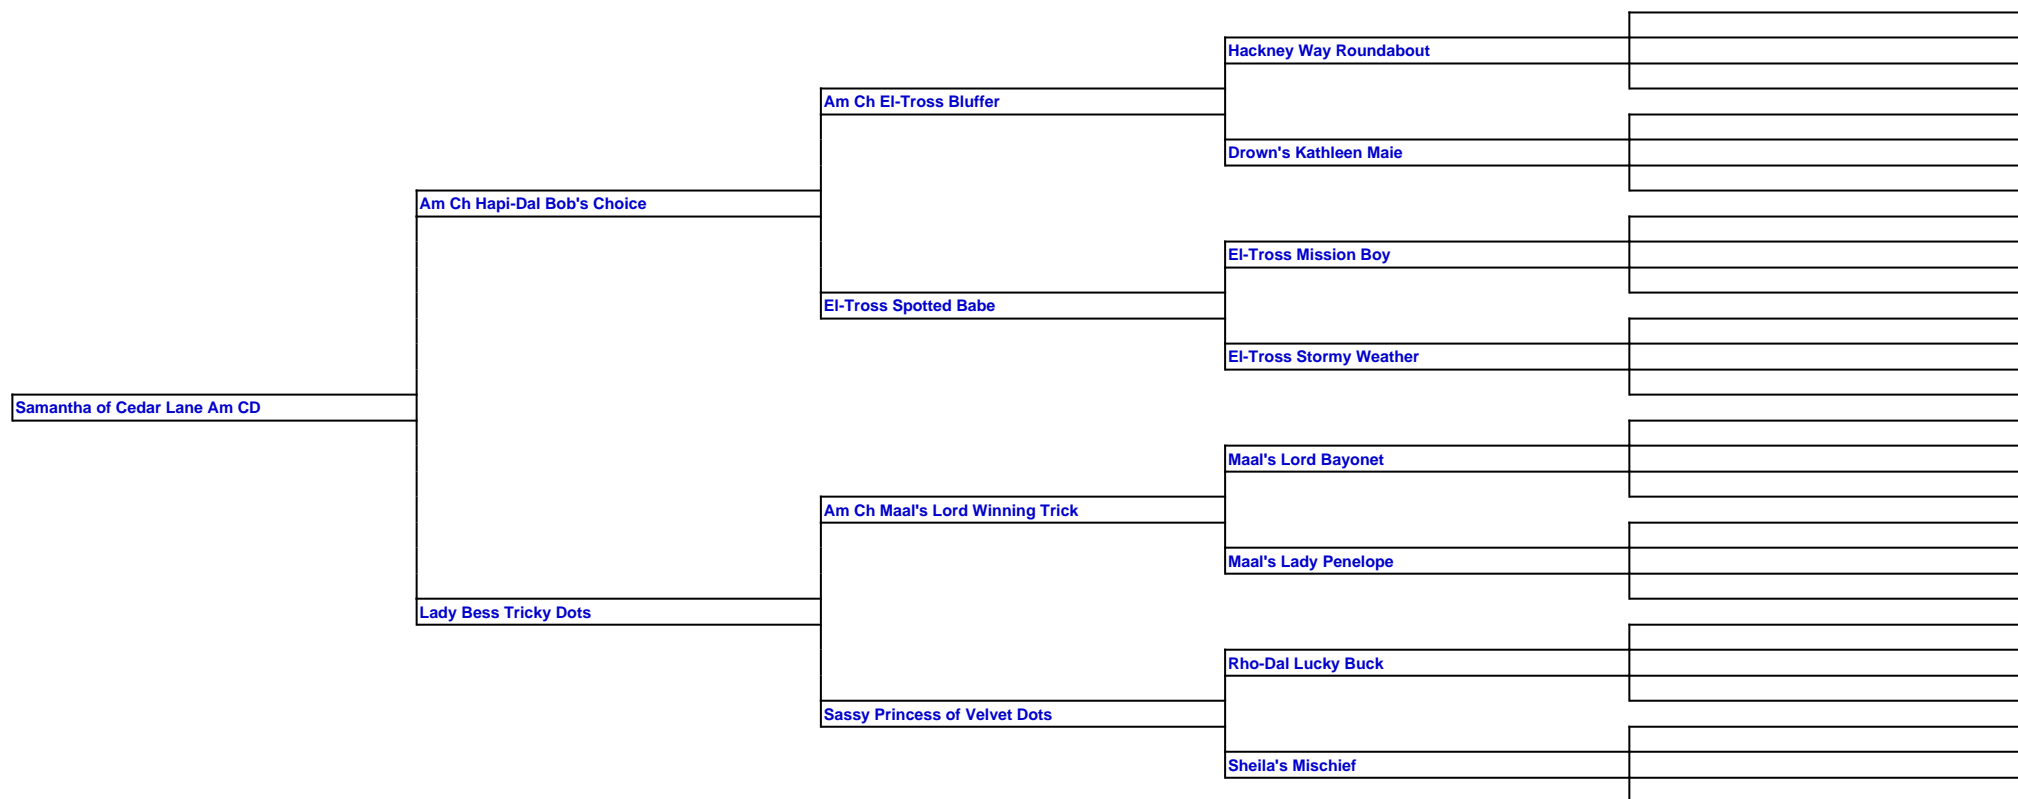 Hackney Way Roundabout
Am Ch El-Tross Bluffer
Drown's Kathleen Maie
Am Ch Hapi-Dal Bob's Choice
El-Tross Mission Boy
El-Tross Spotted Babe
El-Tross Stormy Weather
Samantha of Cedar Lane Am CD
Maal's Lord Bayonet
Am Ch Maal's Lord Winning Trick
Maal's Lady Penelope
Lady Bess Tricky Dots
Rho-Dal Lucky Buck
Sassy Princess of Velvet Dots
Sheila's Mischief